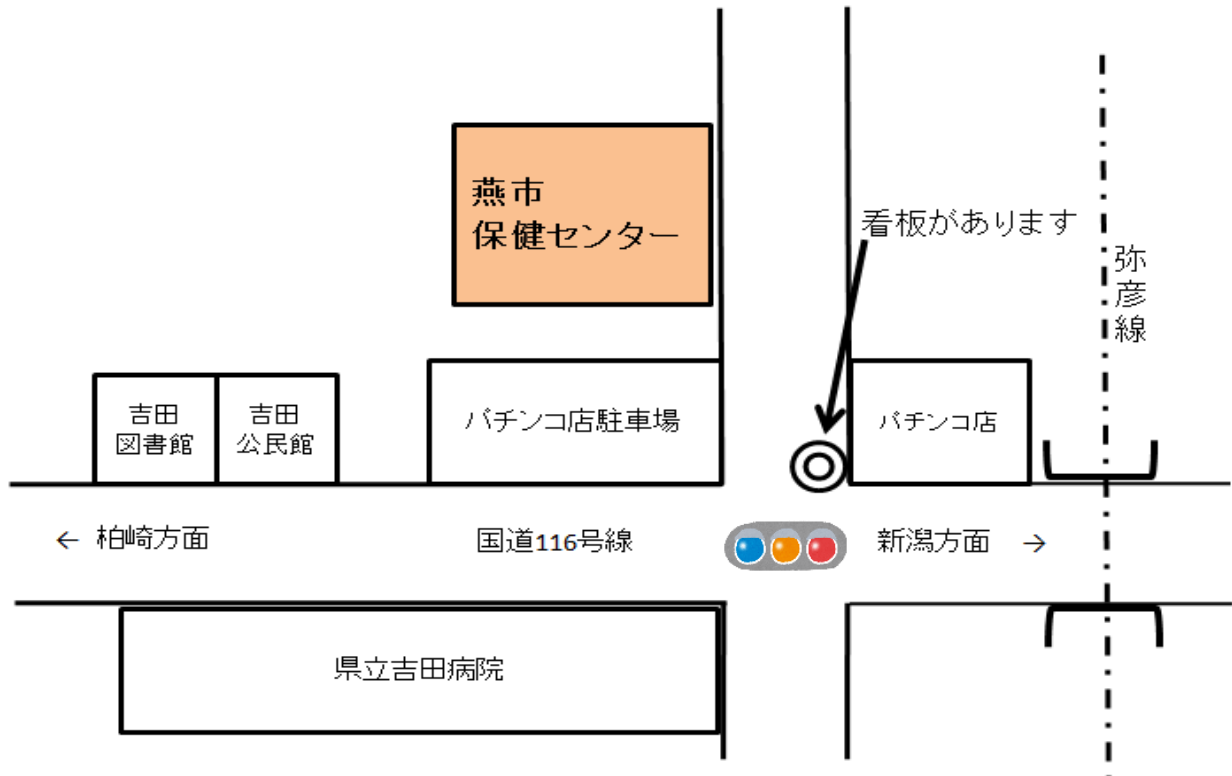 燕市
保健センター
看板があります
弥彦線
吉田
図書館
吉田
公民館
パチンコ店駐車場
パチンコ店
← 柏崎方面
国道116号線
新潟方面 →
県立吉田病院